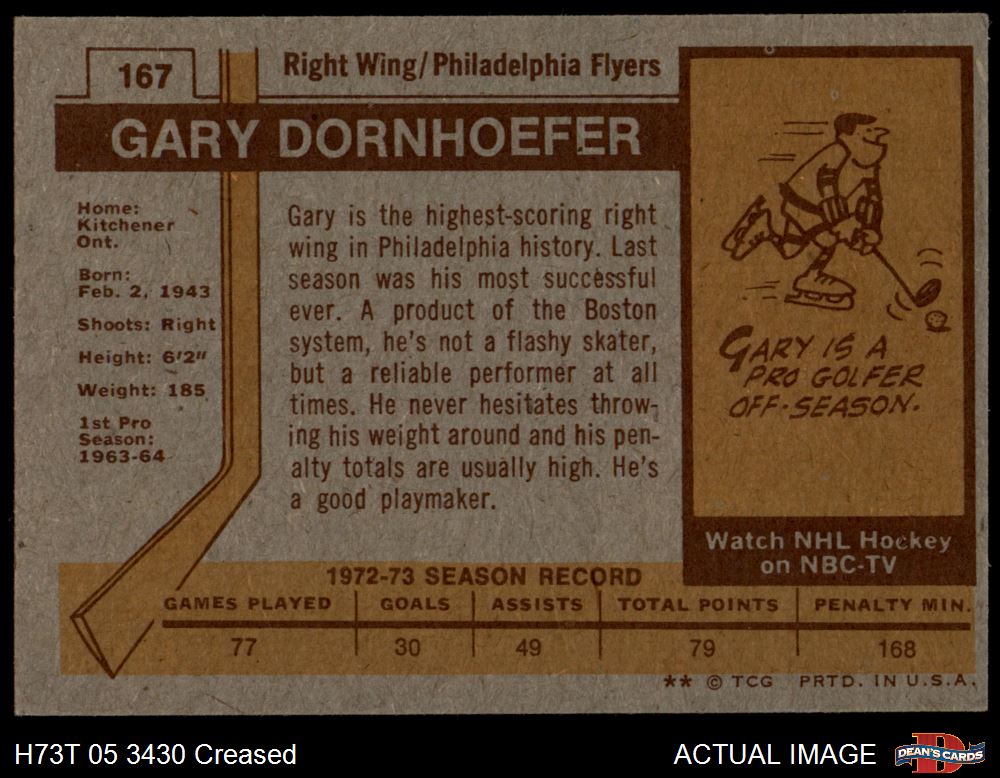 167
Right Wing/Philadelphia Flyers
GARY DORNHOEFER
Home:
Kitchener
Ont.
Born:
Feb. 2, 1943
Shoots: Right
Height: 6'2"
Weight: 185
1st Pro
Season:
1963-64
Gary is the highest-scoring right
wing in Philadelphia history. Last
season was his most successful
ever. A product of the Boston
system, he's not a flashy skater,
but a reliable performer at all
times. He never hesitates throw-
ing his weight around and his pen-
alty totals are usually high. He's
a good playmaker.
GARY IS A
PRO GOLFER
OFF-SEASON.
Watch NHL Hockey
on NBC-TV
1972-73 SEASON RECORD
GAMES PLAYED GOALS ASSISTS TOTAL POINTS PENALTY MIN.
77 30 49 79 168
** © TCG PRTD. IN U.S.A.
H73T 05 3430 Creased
ACTUAL IMAGE
D
DEAN'S CARDS